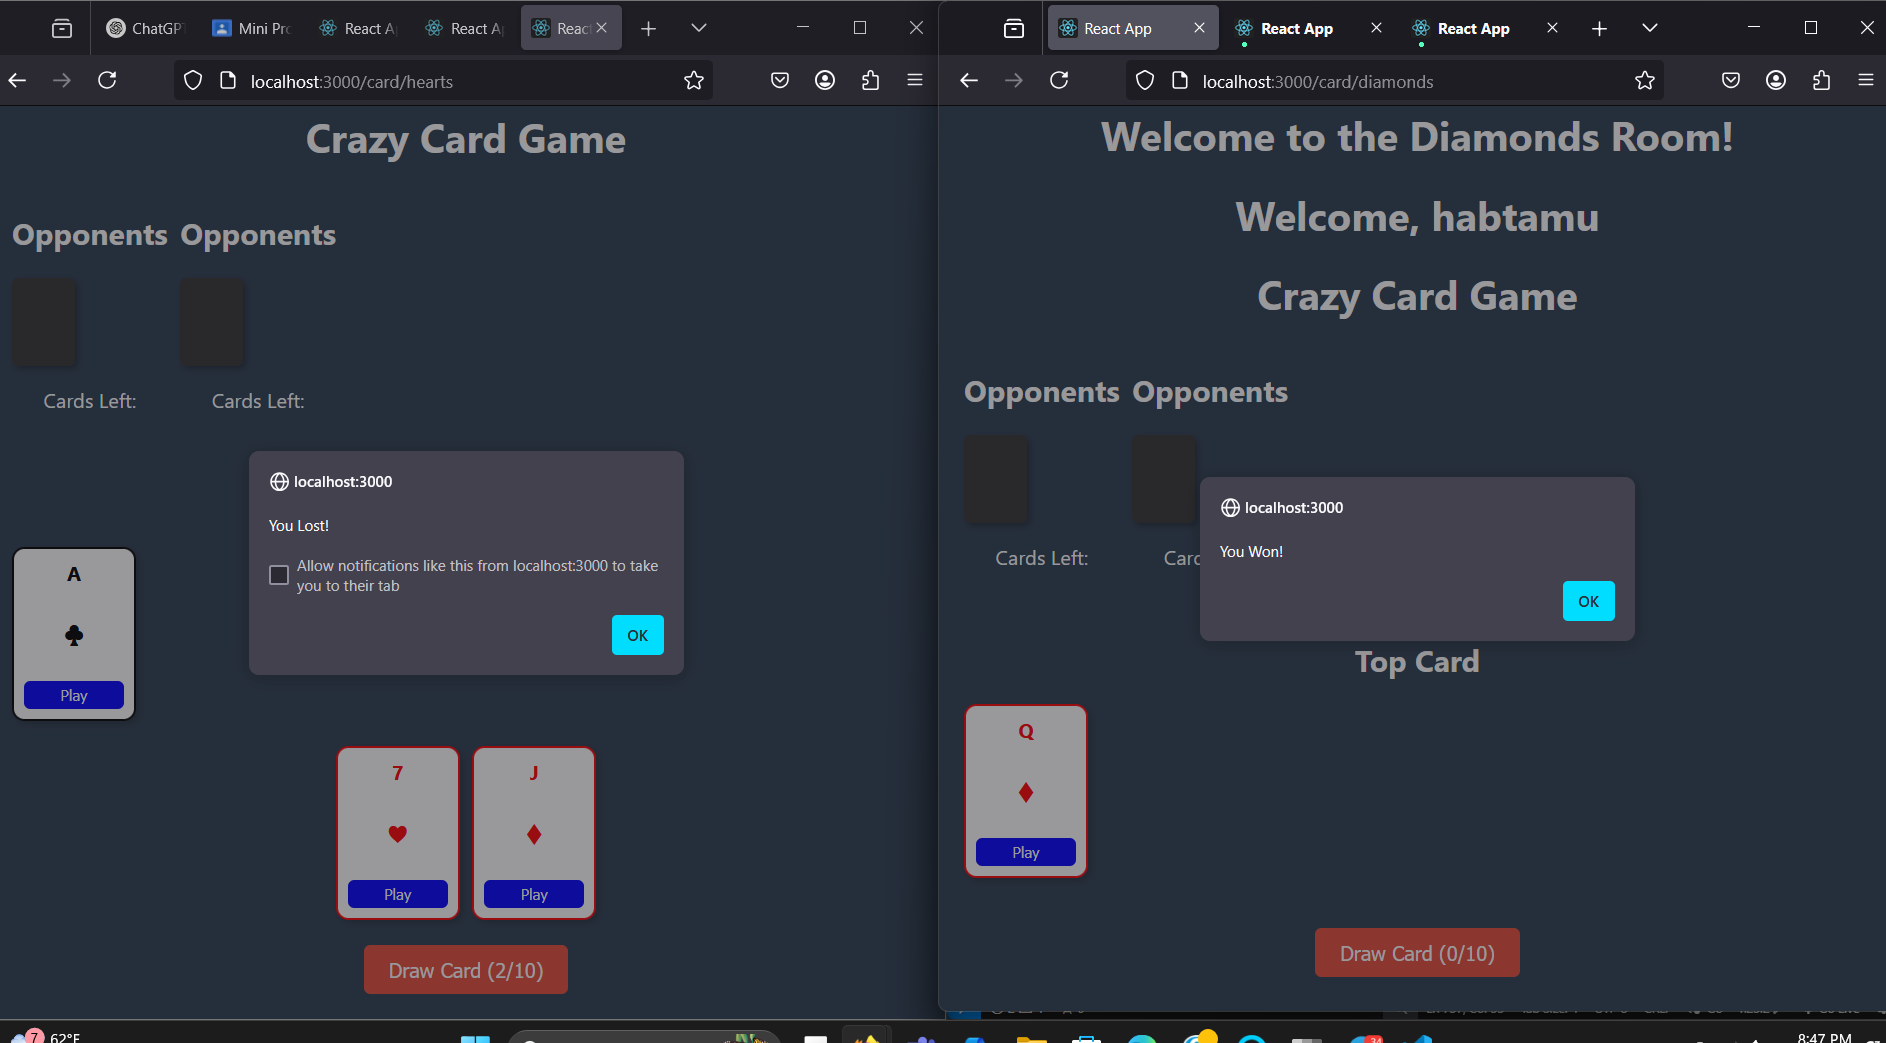 ChatGPT
Mini Pro
React A
React A
React
localhost:3000/card/hearts
Crazy Card Game
Opponents Opponents
Cards Left: Cards Left:
localhost:3000
You Lost!
Allow notifications like this from localhost:3000 to take
you to their tab
OK
A
Play
7
Play
J
Play
Draw Card (2/10)
React App
React App
React App
localhost:3000/card/diamonds
Welcome to the Diamonds Room!
Welcome, habtamu
Crazy Card Game
Opponents Opponents
Cards Left: Card
localhost:3000
You Won!
OK
Top Card
Q
Play
Draw Card (0/10)
7
62°F
34
8:47 PM